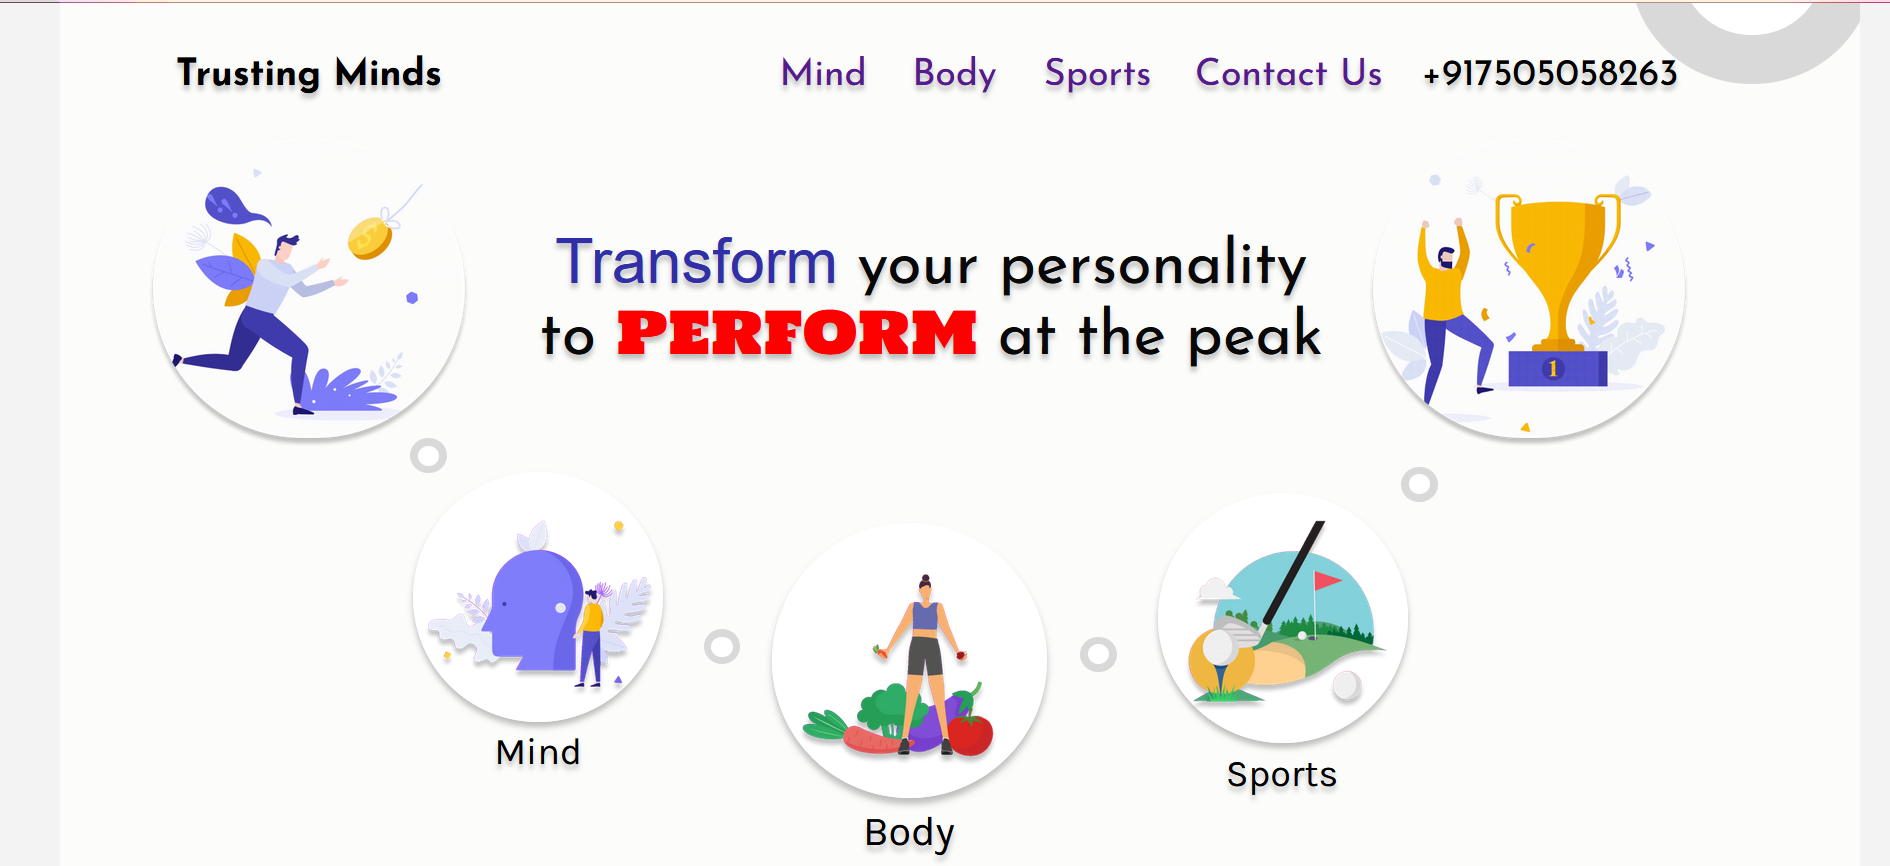 Trusting Minds
Mind Body Sports Contact Us +917505058263
Transform your personality
to PERFORM at the peak
1
Mind
Body
Sports